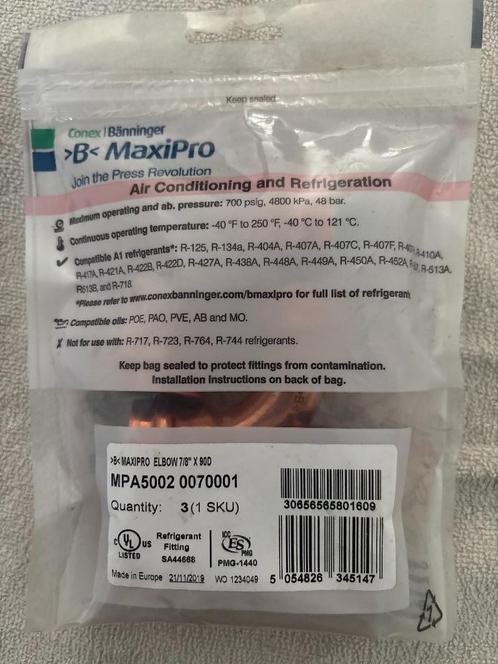 Keep sealed
Conex|Bänninger
>B< MaxiPro
Join the Press Revolution
Air Conditioning and Refrigeration
Maximum operating and ab. pressure: 700 psig, 4800 kPa, 48 bar.
Continuous operating temperature: -40 °F to 250 °F, -40 °C to 121 °C.
Compatible A1 refrigerants*: R-125, R-134a, R-404A, R-407A, R-407C, R-407F, R-410A,
R-417A, R-421A, R-422B, R-422D, R-427A, R-438A, R-448A, R-449A, R-450A, R-452A, R-513A,
R513B, and R-718
*Please refer to www.conexbanninger.com/bmaxipro for full list of refrigerant
Compatible oils: POE, PAO, PVE, AB and MO.
Not for use with: R-717, R-723, R-764, R-744 refrigerants.
Keep bag sealed to protect fittings from contamination.
Installation instructions on back of bag.
>B< MAXIPRO ELBOW 7/8" X 90D
MPA5002 0070001
Quantity: 3 (1 SKU)
30656565801609
C UL US
LISTED
Refrigerant
Fitting
SA44668
ICC
ES
PMG
PMG-1440
Made in Europe 21/11/2019 WO 1234049
5 054826 345147